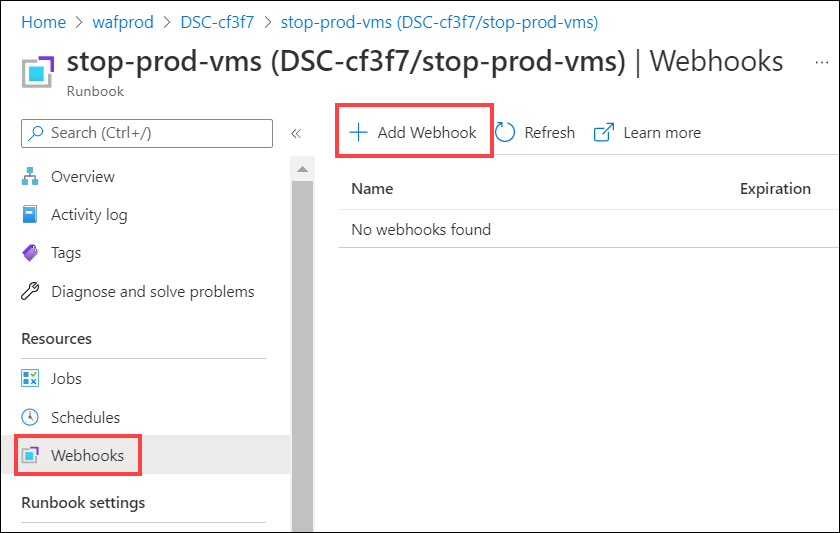 Home > wafprod > DSC-cf3f7 > stop-prod-vms (DSC-cf3f7/stop-prod-vms)
stop-prod-vms (DSC-cf3f7/stop-prod-vms) | Webhooks ...
Runbook
Search (Ctrl+/)
«
+ Add Webhook
Refresh
Learn more
Overview
Activity log
Tags
Diagnose and solve problems
Resources
Jobs
Schedules
Webhooks
Runbook settings
Name
Expiration
No webhooks found